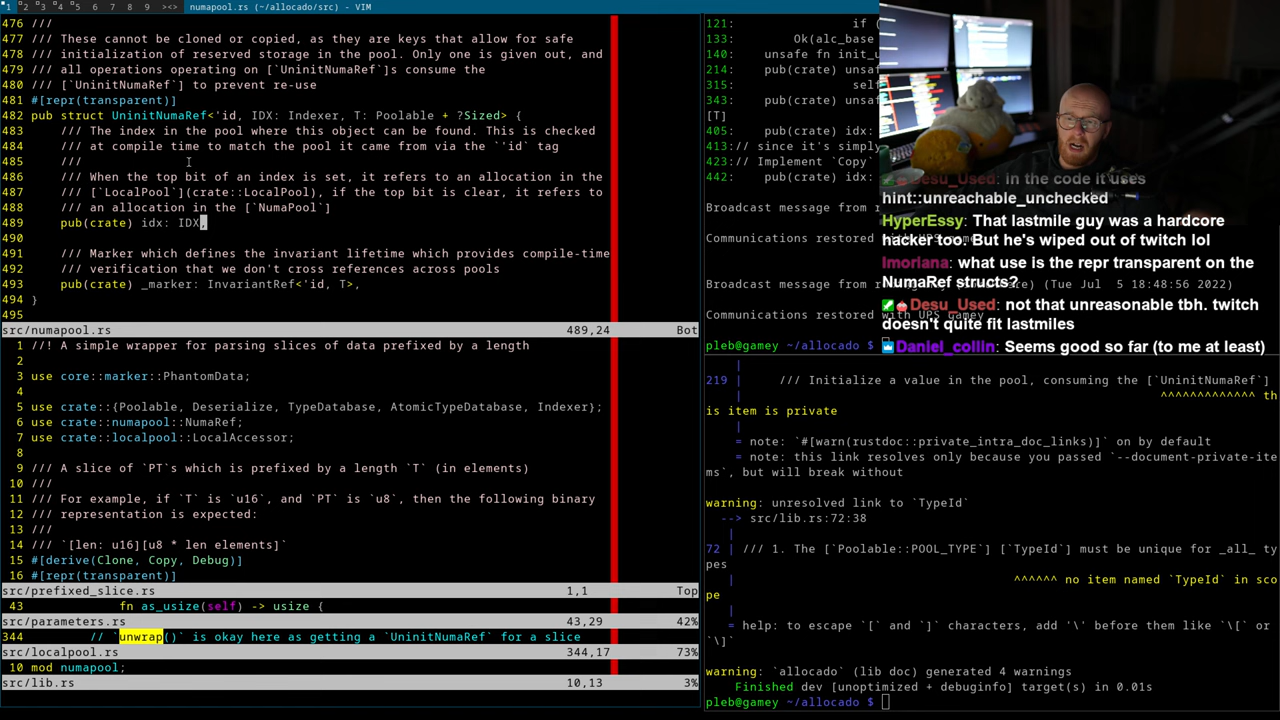 1 2 3 4 5 6 7 8 9 ><> numapool.rs (~/allocado/src) - VIM
476 ///
477 /// These cannot be cloned or copied, as they are keys that allow for safe
478 /// initialization of reserved storage in the pool. Only one is given out, and
479 /// all operations operating on [`UninitNumaRef`]s consume the
480 /// [`UninitNumaRef`] to prevent re-use
481 #[repr(transparent)]
482 pub struct UninitNumaRef<'id, IDX: Indexer, T: Poolable + ?Sized> {
483 /// The index in the pool where this object can be found. This is checked
484 /// at compile time to match the pool it came from via the `'id` tag
485 ///
486 /// When the top bit of an index is set, it refers to an allocation in the
487 /// [`LocalPool`](crate::LocalPool), if the top bit is clear, it refers to
488 /// an allocation in the [`NumaPool`]
489 pub(crate) idx: IDX,
490
491 /// Marker which defines the invariant lifetime which provides compile-time
492 /// verification that we don't cross references across pools
493 pub(crate) _marker: InvariantRef<'id, T>,
494 }
495
src/numapool.rs 489,24 Bot
1 //! A simple wrapper for parsing slices of data prefixed by a length
2
3 use core::marker::PhantomData;
4
5 use crate::{Poolable, Deserialize, TypeDatabase, AtomicTypeDatabase, Indexer};
6 use crate::numapool::NumaRef;
7 use crate::localpool::LocalAccessor;
8
9 /// A slice of `PT`s which is prefixed by a length `T` (in elements)
10 ///
11 /// For example, if `T` is `u16`, and `PT` is `u8`, then the following binary
12 /// representation is expected:
13 ///
14 /// `[len: u16][u8 * len elements]`
15 #[derive(Clone, Copy, Debug)]
16 #[repr(transparent)]
src/prefixed_slice.rs 1,1 Top
43 fn as_usize(self) -> usize {
src/parameters.rs 43,29 42%
344 // `unwrap()` is okay here as getting a `UninitNumaRef` for a slice
src/localpool.rs 344,17 73%
10 mod numapool;
src/lib.rs 10,13 3%
121: if (
133: Ok(alc_base
140: unsafe fn init_u
214: pub(crate) unsa
315: self
343: pub(crate) unsa
[T]
405: pub(crate) idx:
413:// since it's simply
423:// Implement `Copy`
442: pub(crate) idx:
Broadcast message from r
Communications restored with UPS gamey
Broadcast message from r (Tue Jul 5 18:48:56 2022)
Communications restored with UPS gamey
pleb@gamey ~/allocado $
Desu_Used: In the code it uses
hint::unreachable_unchecked
HyperEssy: That lastmile guy was a hardcore
hacker too. But he's wiped out of twitch lol
Imoriana: what use is the repr transparent on the
NumaRef structs?
Desu_Used: not that unreasonable tbh. twitch
doesn't quite fit lastmiles
Daniel_collin: Seems good so far (to me at least)
|
219 | /// Initialize a value in the pool, consuming the [`UninitNumaRef`]
| ^^^^^^^^^^^^^ th
is item is private
|
= note: `#[warn(rustdoc::private_intra_doc_links)]` on by default
= note: this link resolves only because you passed `--document-private-ite
ms`, but will break without
warning: unresolved link to `TypeId`
--> src/lib.rs:72:38
|
72 | /// 1. The [`Poolable::POOL_TYPE`] [`TypeId`] must be unique for _all_ ty
pes
| ^^^^^^ no item named `TypeId` in sco
pe
|
= help: to escape `[` and `]` characters, add '\' before them like `\[` or
`\]`
warning: `allocado` (lib doc) generated 4 warnings
Finished dev [unoptimized + debuginfo] target(s) in 0.01s
pleb@gamey ~/allocado $